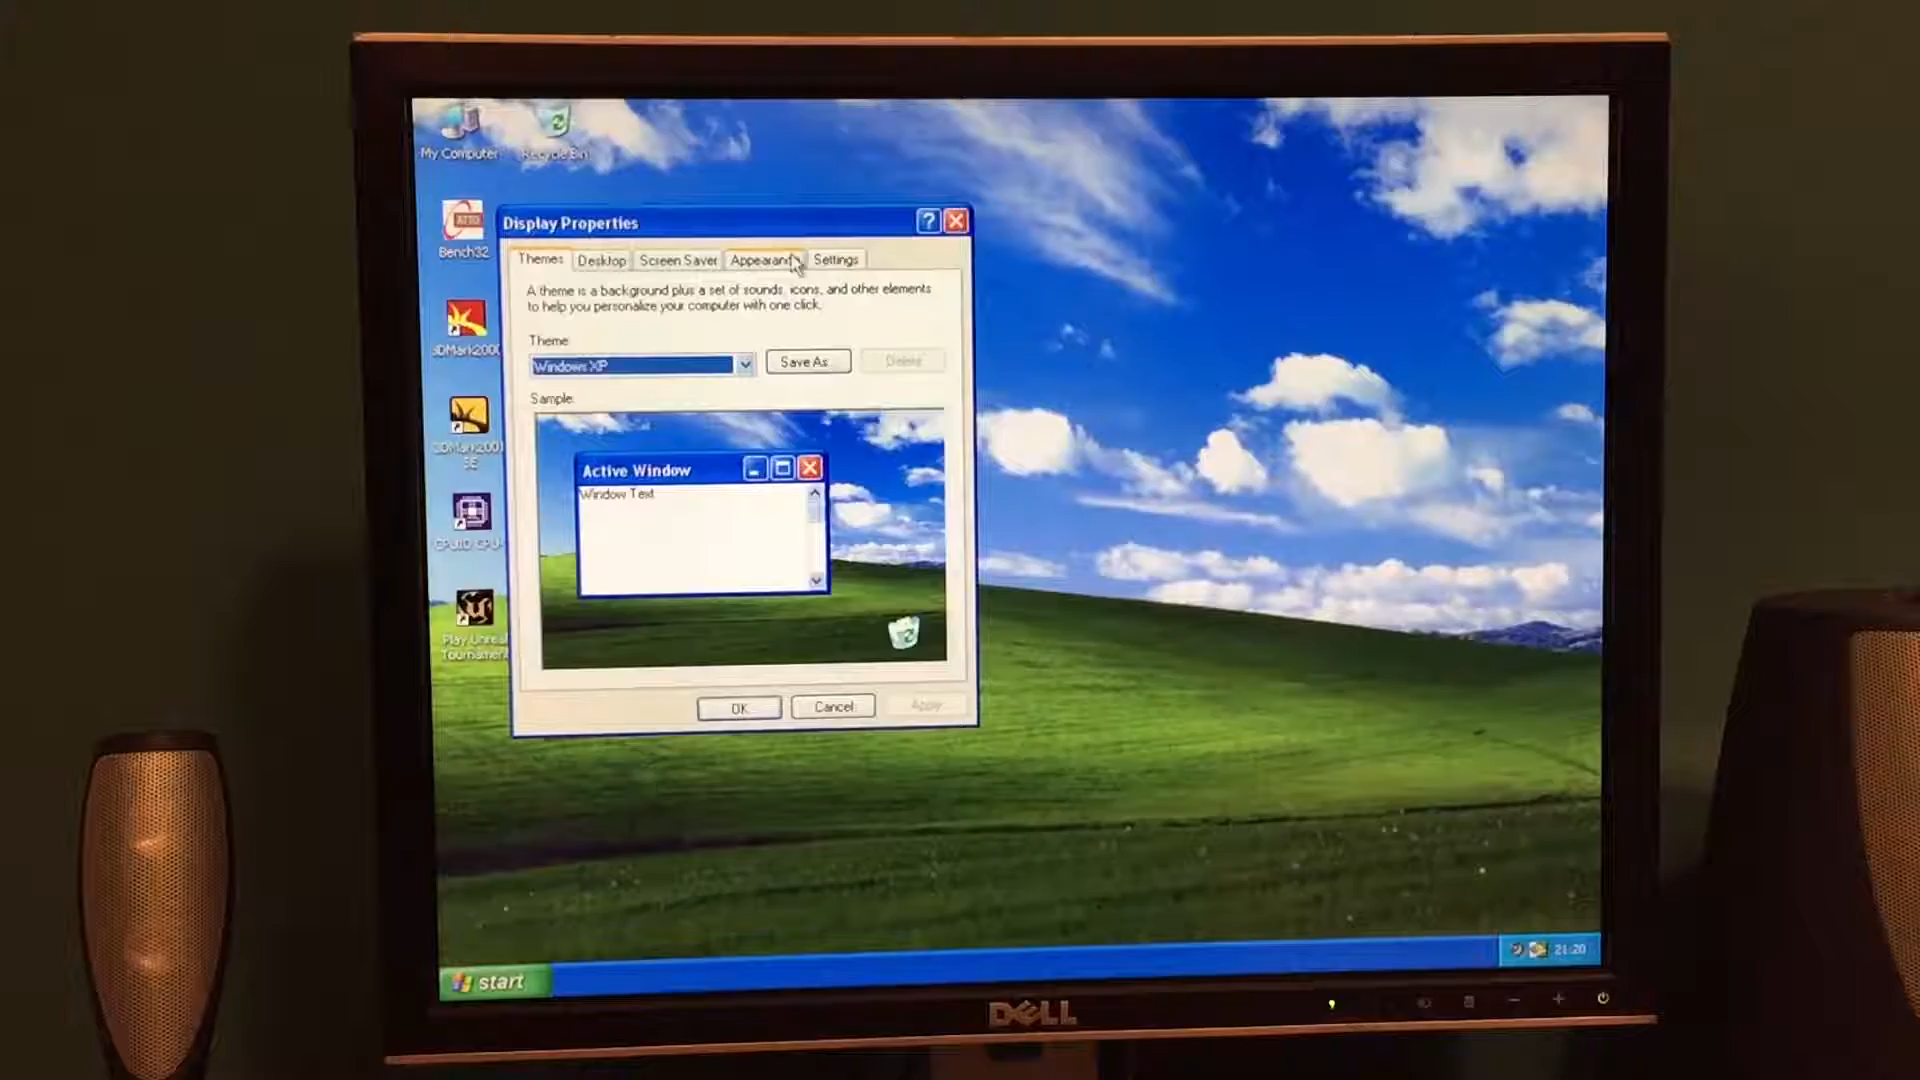 My Computer
Recycle Bin
ATTO
Bench32
3DMark2000
3DMark2001
SE
CPUID CPU-
Play Unreal
Tournament
Display Properties
?
Themes
Desktop
Screen Saver
Appearanc
Settings
A theme is a background plus a set of sounds, icons, and other elements
to help you personalize your computer with one click.
Theme:
Windows XP
Save As...
Delete
Sample:
Active Window
Window Text
OK
Cancel
Apply
start
21:20
DELL